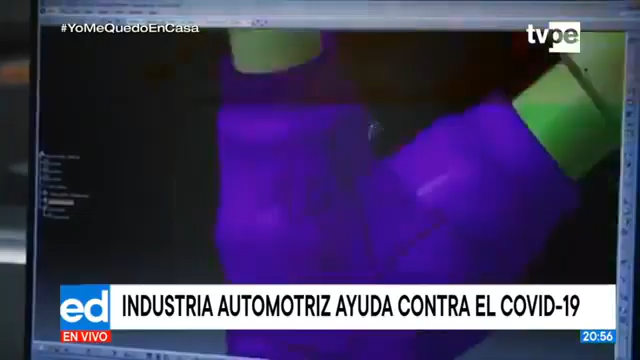 #YoMeQuedoEnCasa
tvpe
ed
INDUSTRIA AUTOMOTRIZ AYUDA CONTRA EL COVID-19
EN VIVO
20:56